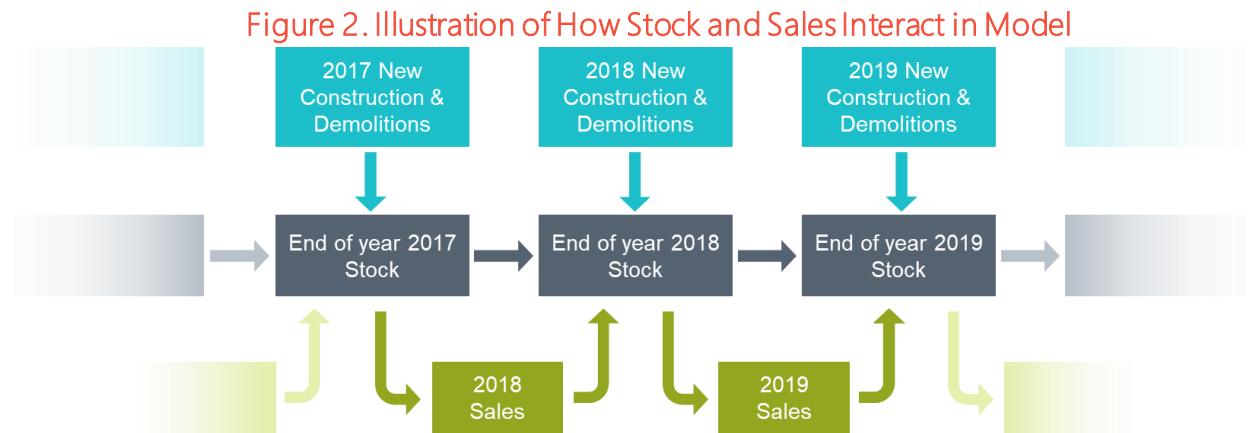 Figure 2. Illustration of How Stock and Sales Interact in Model
2017 New
Construction &
Demolitions
2018 New
Construction &
Demolitions
2019 New
Construction &
Demolitions
End of year 2017
Stock
End of year 2018
Stock
End of year 2019
Stock
2018
Sales
2019
Sales